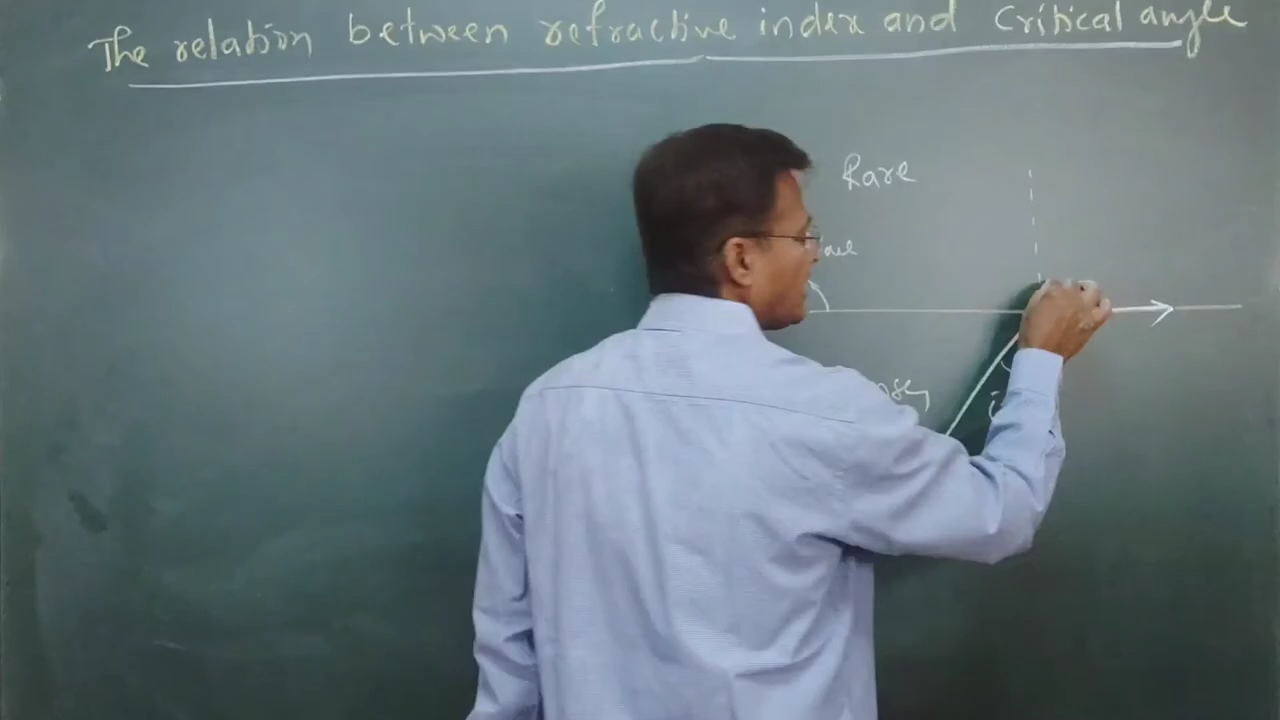 The relation between refractive index and Critical angle
Rare